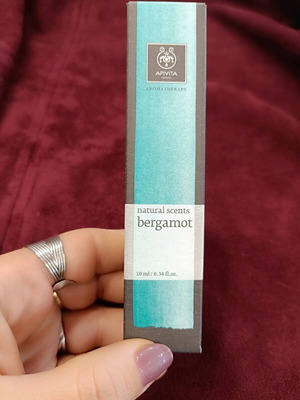 APIVITA
AROMATHERAPY
natural scents
bergamot
10 ml / 0.34 fl.oz.